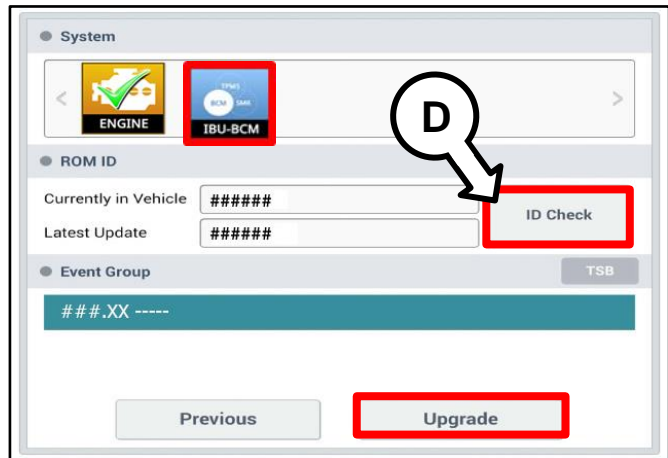 System
ENGINE
TPMS
BCM SMK
IBU-BCM
D
ROM ID
Currently in Vehicle ######
ID Check
Latest Update ######
Event Group TSB
###.XX -----
Previous Upgrade